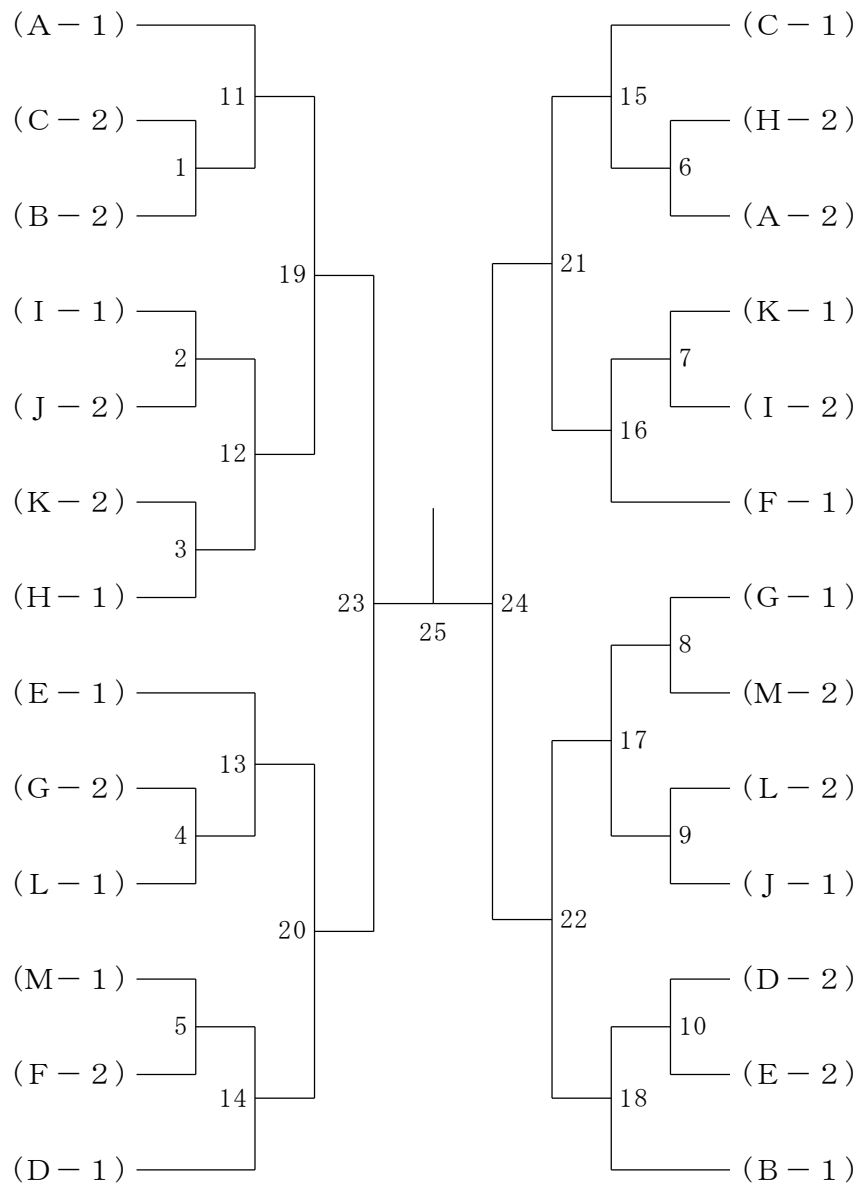 (A－1)
(C－1)
11
15
(C－2)
(H－2)
1
6
(B－2)
(A－2)
21
19
(I－1)
(K－1)
2
7
(J－2)
(I－2)
16
12
(K－2)
(F－1)
3
(H－1)
(G－1)
23
24
25
8
(E－1)
(M－2)
17
13
(G－2)
(L－2)
4
9
(L－1)
(J－1)
22
20
(M－1)
(D－2)
5
10
(F－2)
(E－2)
14
18
(D－1)
(B－1)